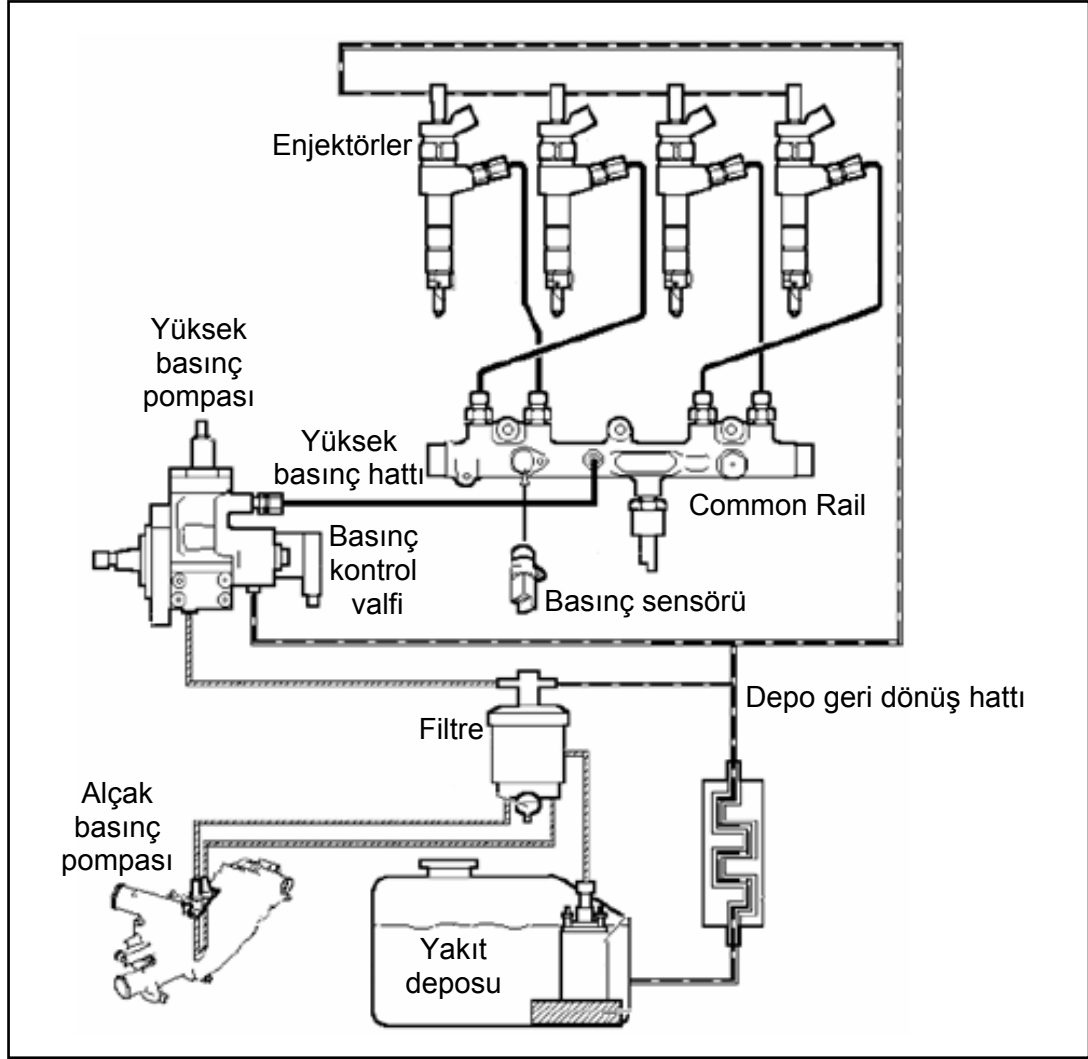 Enjektörler
Yüksek
basınç
pompası
Yüksek
basınç hattı
Common Rail
Basınç
kontrol
valfi
Basınç sensörü
Depo geri dönüş hattı
Filtre
Alçak
basınç
pompası
Yakıt
deposu